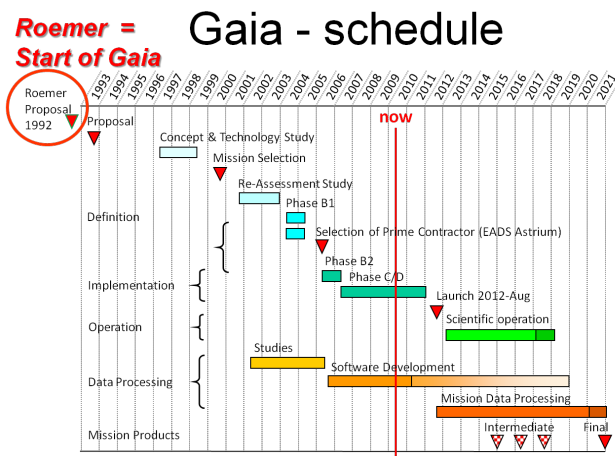 Roemer =
Start of Gaia
Gaia - schedule
1993 1994 1995 1996 1997 1998 1999 2000 2001 2002 2003 2004 2005 2006 2007 2008 2009 2010 2011 2012 2013 2014 2015 2016 2017 2018 2019 2020 2021
Roemer
Proposal
1992
now
Proposal
Concept & Technology Study
Mission Selection
Re-Assessment Study
Phase B1
Definition
Selection of Prime Contractor (EADS Astrium)
Phase B2
Phase C/D
Implementation
Launch 2012-Aug
Scientific operation
Operation
Studies
Software Development
Data Processing
Mission Data Processing
Intermediate
Final
Mission Products